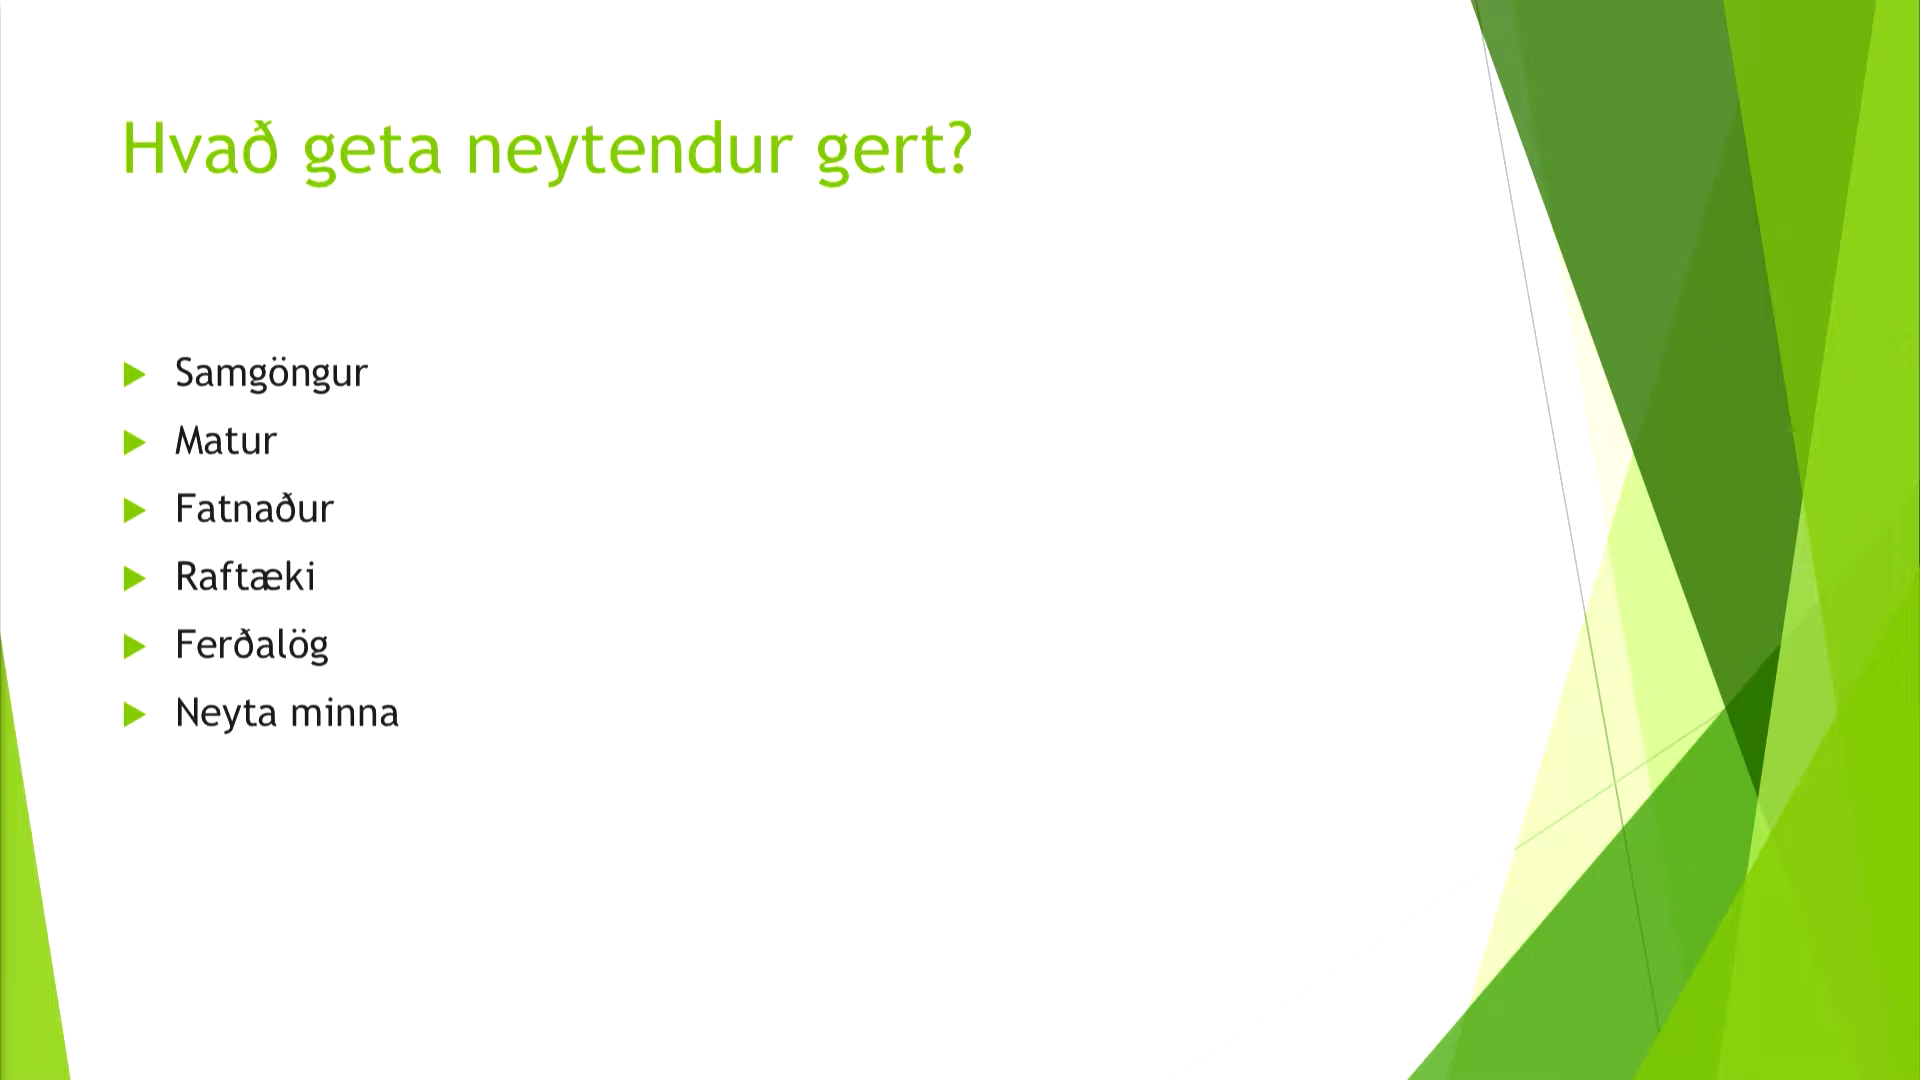 Hvað geta neytendur gert?
Samgöngur
Matur
Fatnaður
Raftæki
Ferðalög
Neyta minna